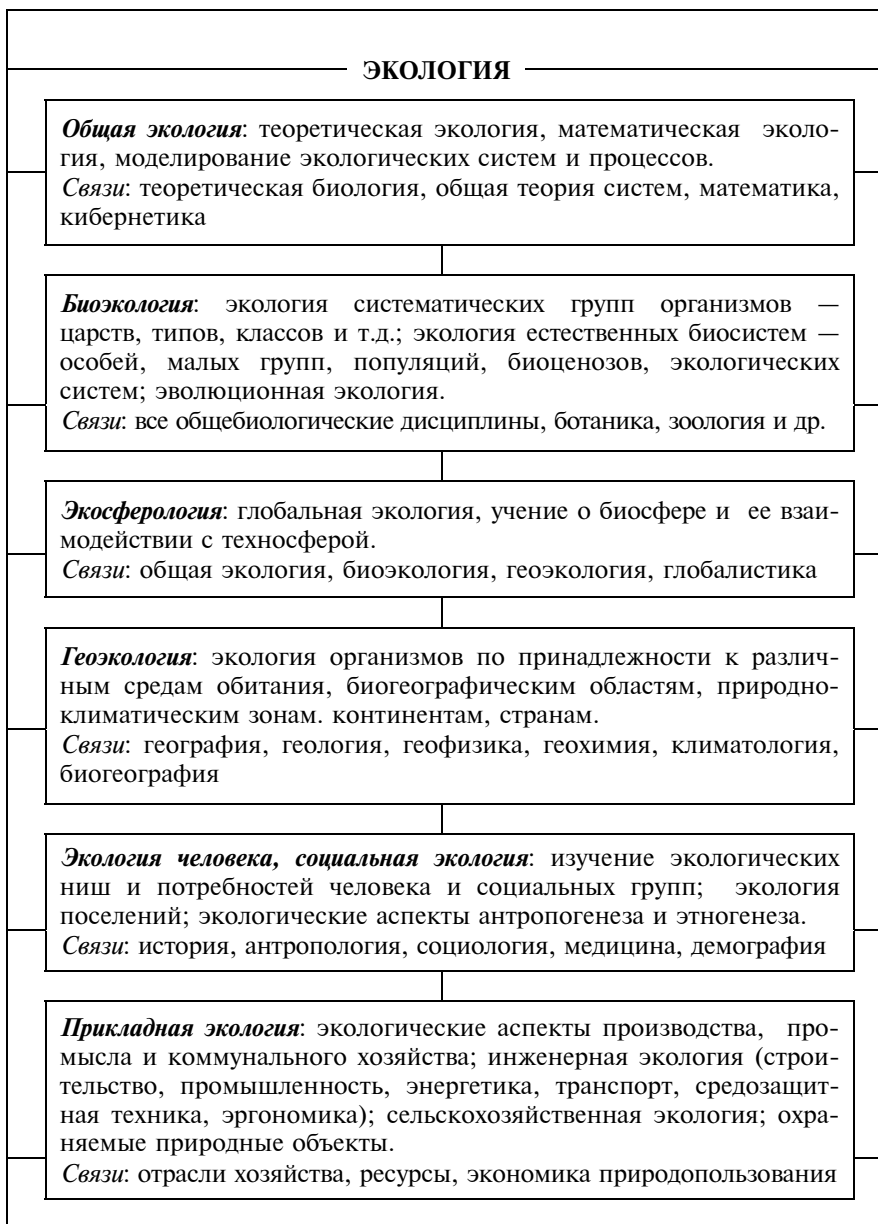 ЭКОЛОГИЯ
Общая экология: теоретическая экология, математическая эколо-
гия, моделирование экологических систем и процессов.
Связи: теоретическая биология, общая теория систем, математика,
кибернетика
Биоэкология: экология систематических групп организмов —
царств, типов, классов и т.д.; экология естественных биосистем —
особей, малых групп, популяций, биоценозов, экологических
систем; эволюционная экология.
Связи: все общебиологические дисциплины, ботаника, зоология и др.
Экосферология: глобальная экология, учение о биосфере и ее взаи-
модействии с техносферой.
Связи: общая экология, биоэкология, геоэкология, глобалистика
Геоэкология: экология организмов по принадлежности к различ-
ным средам обитания, биогеографическим областям, природно-
климатическим зонам. континентам, странам.
Связи: география, геология, геофизика, геохимия, климатология,
биогеография
Экология человека, социальная экология: изучение экологических
ниш и потребностей человека и социальных групп; экология
поселений; экологические аспекты антропогенеза и этногенеза.
Связи: история, антропология, социология, медицина, демография
Прикладная экология: экологические аспекты производства, про-
мысла и коммунального хозяйства; инженерная экология (строи-
тельство, промышленность, энергетика, транспорт, средозащит-
ная техника, эргономика); сельскохозяйственная экология; охра-
няемые природные объекты.
Связи: отрасли хозяйства, ресурсы, экономика природопользования